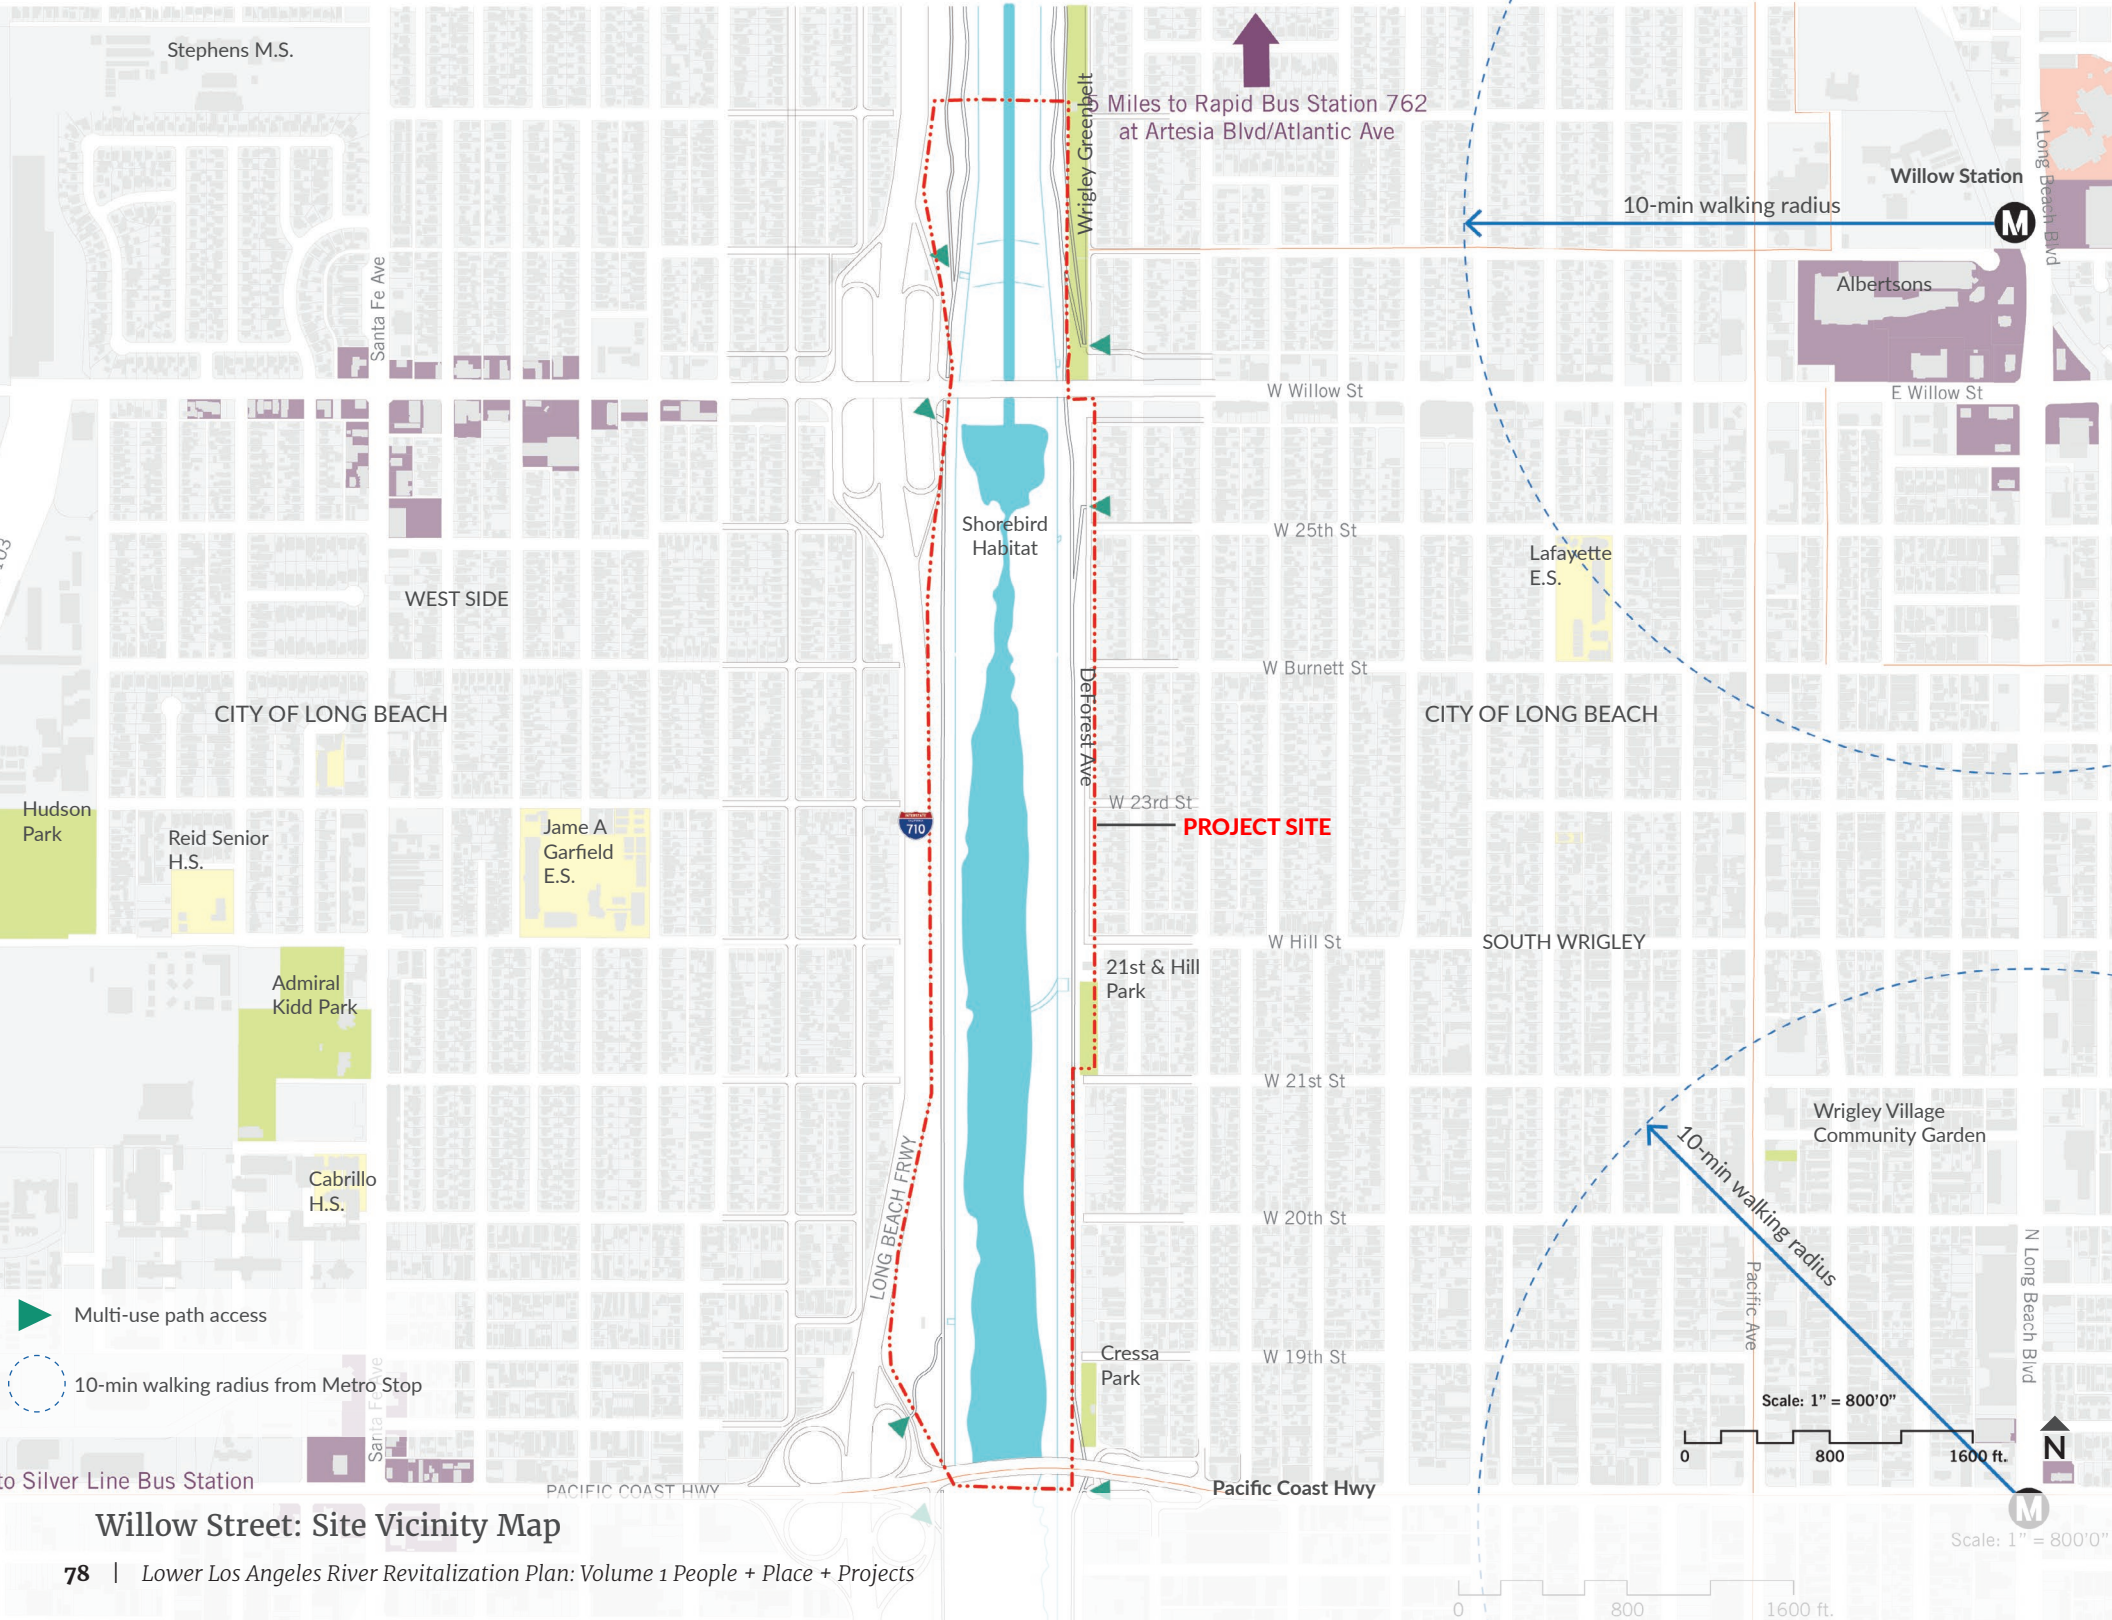 Stephens M.S.
Wrigley Greenbelt
5 Miles to Rapid Bus Station 762
at Artesia Blvd/Atlantic Ave
N Long Beach Blvd
Willow Station
M
10-min walking radius
Santa Fe Ave
Albertsons
W Willow St
E Willow St
Shorebird
Habitat
W 25th St
103
Lafayette
E.S.
WEST SIDE
W Burnett St
DeForest Ave
CITY OF LONG BEACH
CITY OF LONG BEACH
Hudson
Park
Reid Senior
H.S.
Jame A
Garfield
E.S.
INTERSTATE
710
W 23rd St
PROJECT SITE
W Hill St
SOUTH WRIGLEY
21st & Hill
Park
Admiral
Kidd Park
W 21st St
Wrigley Village
Community Garden
10-min walking radius
LONG BEACH FRWY
Cabrillo
H.S.
W 20th St
N Long Beach Blvd
Pacific Ave
Multi-use path access
Cressa
Park
W 19th St
10-min walking radius from Metro Stop
Santa Fe Ave
Scale: 1" = 800'0"
0 800 1600 ft.
N
to Silver Line Bus Station
PACIFIC COAST HWY
Pacific Coast Hwy
M
Willow Street: Site Vicinity Map
Scale: 1" = 800'0"
78 | Lower Los Angeles River Revitalization Plan: Volume 1 People + Place + Projects
0 800 1600 ft.